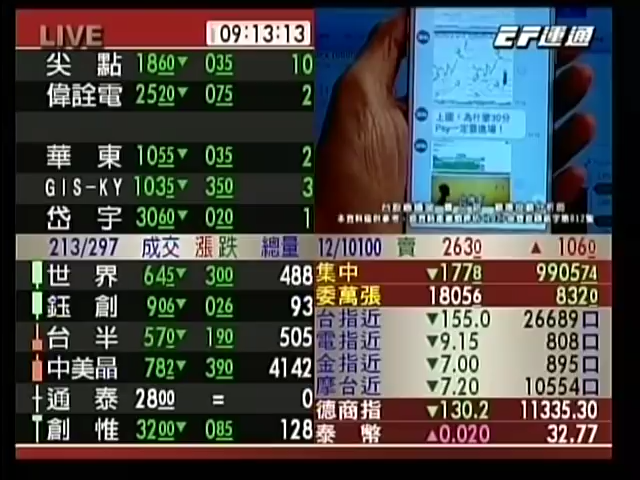 LIVE 09:13:13
EF運通
尖點 1860▼ 035 10
偉詮電 2520▼ 075 2
華東 1055▼ 035 2
GIS-KY 1035▼ 350 3
岱宇 3060▼ 020 1
上圖！為什麼30分
Pay一定要進場！
213/297 成交 漲跌 總量
世界 645▼ 300 488
鈺創 906▼ 026 93
台半 570▼ 190 505
中美晶 782▼ 390 4142
通泰 2800 = 0
創惟 3200▼ 085 128
12/10100 賣 2630 ▲ 1060
集中 ▼1778 990574
委萬張 18056 8320
台指近 ▼155.0 26689口
電指近 ▼9.15 808口
金指近 ▼7.00 895口
摩台近 ▼7.20 10554口
德商指 ▼130.2 11335.30
泰幣 ▲0.020 32.77